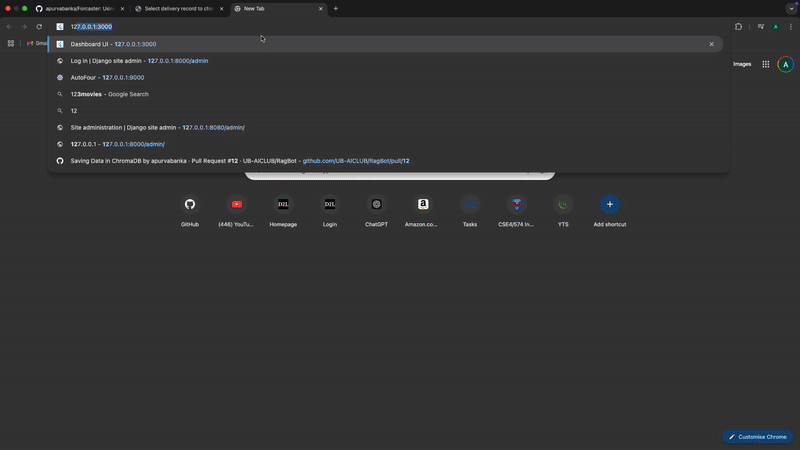 apurvabanka/Forcaster: Usin
Select delivery record to cha
New Tab
127.0.0.1:3000
Gma
Dashboard UI - 127.0.0.1:3000
Log in | Django site admin - 127.0.0.1:8000/admin
AutoFour - 127.0.0.1:9000
123movies - Google Search
12
Site administration | Django site admin - 127.0.0.1:8080/admin/
127.0.0.1 - 127.0.0.1:8000/admin/
Saving Data in ChromaDB by apurvabanka · Pull Request #12 · UB-AICLUB/RagBot - github.com/UB-AICLUB/RagBot/pull/12
Images
A
GitHub
(446) YouTu...
D2L
Homepage
D2L
Login
ChatGPT
Amazon.co...
Tasks
CSE4/574 In...
YTS
Add shortcut
Customise Chrome